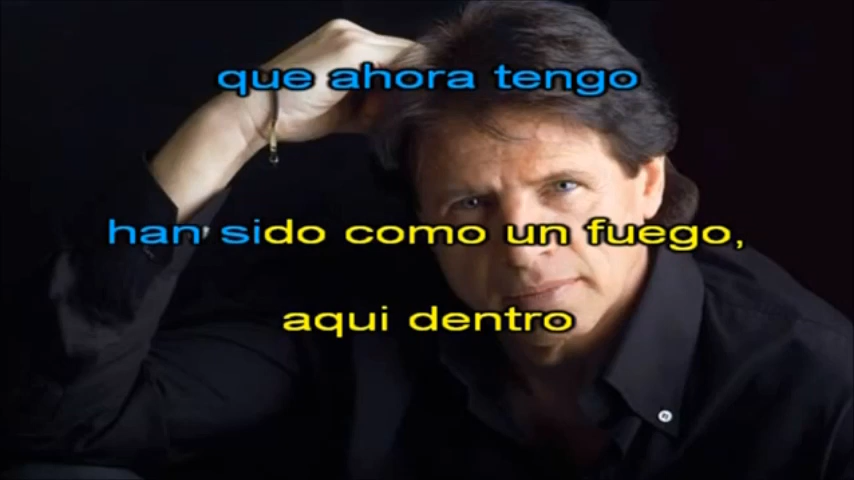 que ahora tengo
han sido como un fuego,
aqui dentro